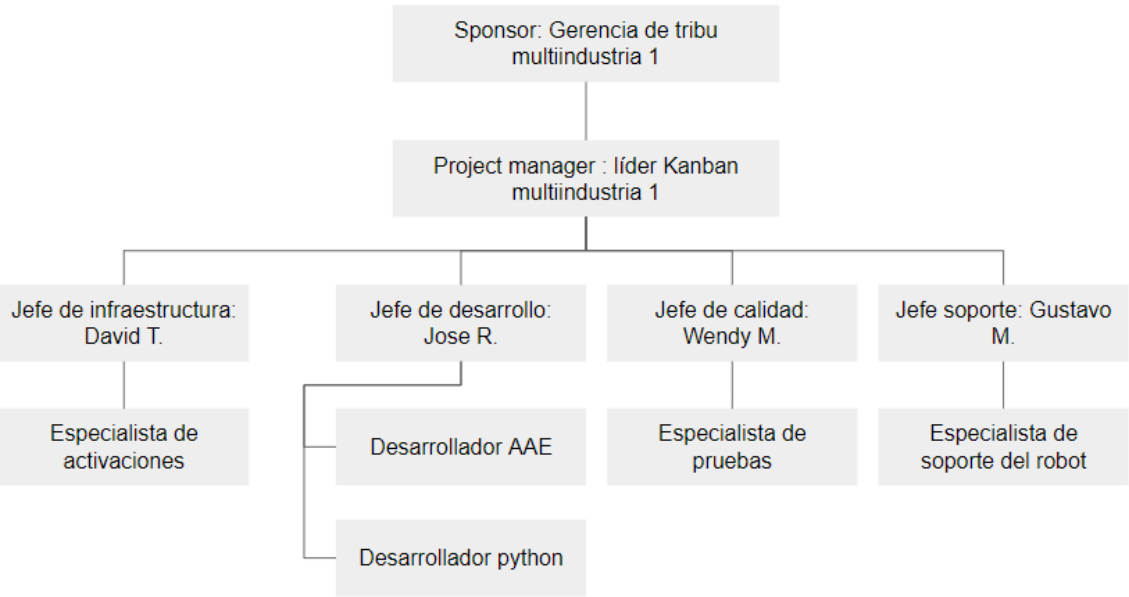 Sponsor: Gerencia de tribu
multiindustria 1
Project manager : líder Kanban
multiindustria 1
Jefe de infraestructura:
David T.
Jefe de desarrollo:
Jose R.
Jefe de calidad:
Wendy M.
Jefe soporte: Gustavo
M.
Especialista de
activaciones
Desarrollador AAE
Especialista de
pruebas
Especialista de
soporte del robot
Desarrollador python